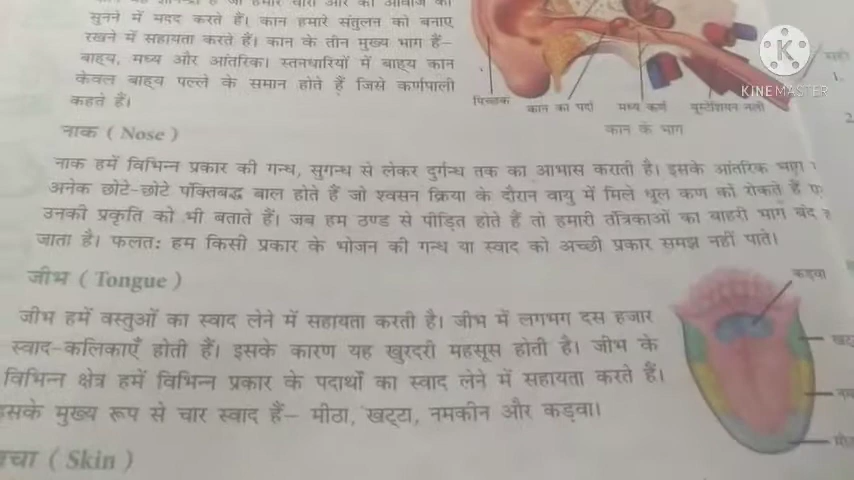 सुनने में मदद करते हैं। कान हमारे संतुलन को बनाए
रखने में सहायता करते हैं। कान के तीन मुख्य भाग हैं–
बाह्य, मध्य और आंतरिक। स्तनधारियों में बाह्य कान
केवल बाह्य पल्ले के समान होते हैं जिसे कर्णपाली
कहते हैं।
पिच्छक कान का पर्दा मध्य कर्ण यूस्टेशियन नली
कान के भाग
KINEMASTER
1.
2.
नाक ( Nose )
नाक हमें विभिन्न प्रकार की गन्ध, सुगन्ध से लेकर दुर्गन्ध तक का आभास कराती है। इसके आंतरिक भाग
अनेक छोटे-छोटे पंक्तिबद्ध बाल होते हैं जो श्वसन क्रिया के दौरान वायु में मिले धूल कण को रोकते हैं
उनकी प्रकृति को भी बताते हैं। जब हम ठण्ड से पीड़ित होते हैं तो हमारी तंत्रिकाओं का बाहरी भाग बंद
जाता है। फलतः हम किसी प्रकार के भोजन की गन्ध या स्वाद को अच्छी प्रकार समझ नहीं पाते।
जीभ ( Tongue )
जीभ हमें वस्तुओं का स्वाद लेने में सहायता करती है। जीभ में लगभग दस हजार
स्वाद-कलिकाएँ होती हैं। इसके कारण यह खुरदरी महसूस होती है। जीभ के
विभिन्न क्षेत्र हमें विभिन्न प्रकार के पदार्थों का स्वाद लेने में सहायता करते हैं।
इसके मुख्य रूप से चार स्वाद हैं– मीठा, खट्टा, नमकीन और कड़वा।
कड़वा
( Skin )